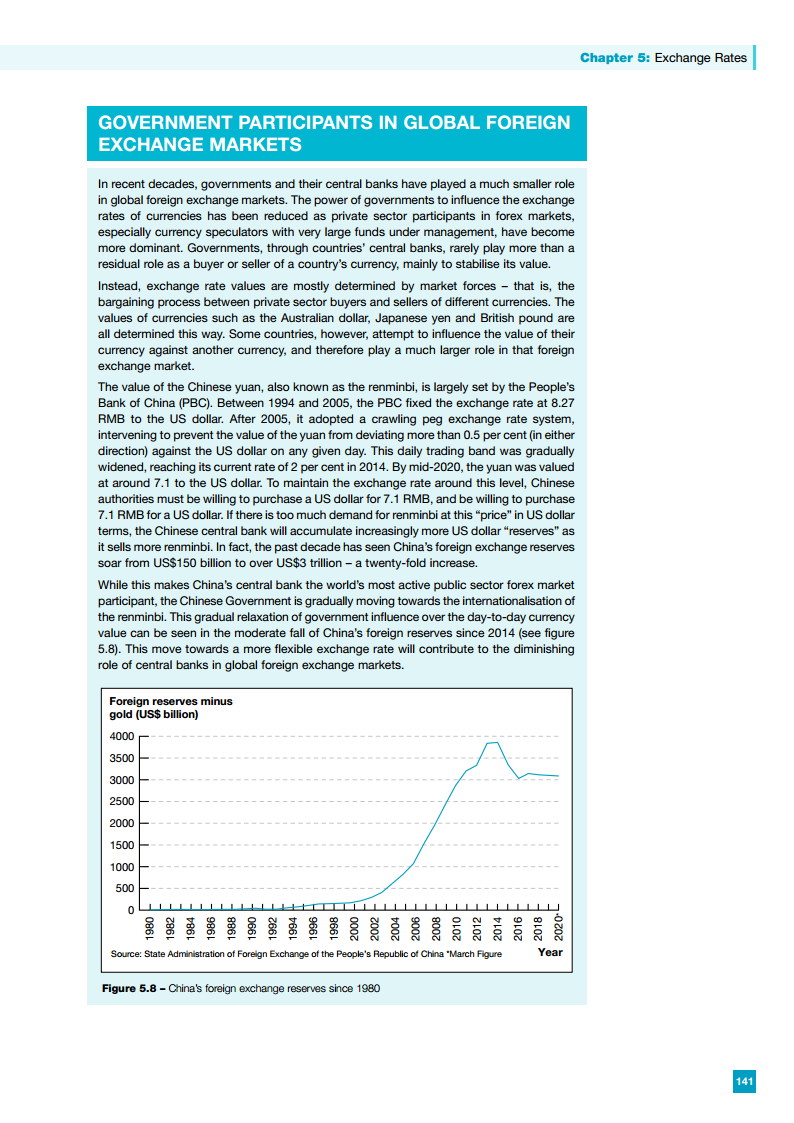 Chapter 5: Exchange Rates
GOVERNMENT PARTICIPANTS IN GLOBAL FOREIGN
EXCHANGE MARKETS
In recent decades, governments and their central banks have played a much smaller role
in global foreign exchange markets. The power of governments to influence the exchange
rates of currencies has been reduced as private sector participants in forex markets,
especially currency speculators with very large funds under management, have become
more dominant. Governments, through countries' central banks, rarely play more than a
residual role as a buyer or seller of a country's currency, mainly to stabilise its value.
Instead, exchange rate values are mostly determined by market forces – that is, the
bargaining process between private sector buyers and sellers of different currencies. The
values of currencies such as the Australian dollar, Japanese yen and British pound are
all determined this way. Some countries, however, attempt to influence the value of their
currency against another currency, and therefore play a much larger role in that foreign
exchange market.
The value of the Chinese yuan, also known as the renminbi, is largely set by the People's
Bank of China (PBC). Between 1994 and 2005, the PBC fixed the exchange rate at 8.27
RMB to the US dollar. After 2005, it adopted a crawling peg exchange rate system,
intervening to prevent the value of the yuan from deviating more than 0.5 per cent (in either
direction) against the US dollar on any given day. This daily trading band was gradually
widened, reaching its current rate of 2 per cent in 2014. By mid-2020, the yuan was valued
at around 7.1 to the US dollar. To maintain the exchange rate around this level, Chinese
authorities must be willing to purchase a US dollar for 7.1 RMB, and be willing to purchase
7.1 RMB for a US dollar. If there is too much demand for renminbi at this “price” in US dollar
terms, the Chinese central bank will accumulate increasingly more US dollar “reserves” as
it sells more renminbi. In fact, the past decade has seen China's foreign exchange reserves
soar from US$150 billion to over US$3 trillion – a twenty-fold increase.
While this makes China's central bank the world's most active public sector forex market
participant, the Chinese Government is gradually moving towards the internationalisation of
the renminbi. This gradual relaxation of government influence over the day-to-day currency
value can be seen in the moderate fall of China's foreign reserves since 2014 (see figure
5.8). This move towards a more flexible exchange rate will contribute to the diminishing
role of central banks in global foreign exchange markets.
Foreign reserves minus
gold (US$ billion)
4000
3500
3000
2500
2000
1500
1000
500
0
1980 1982 1984 1986 1988 1990 1992 1994 1996 1998 2000 2002 2004 2006 2008 2010 2012 2014 2016 2018 2020*
Source: State Administration of Foreign Exchange of the People's Republic of China *March Figure
Year
Figure 5.8 – China's foreign exchange reserves since 1980
141